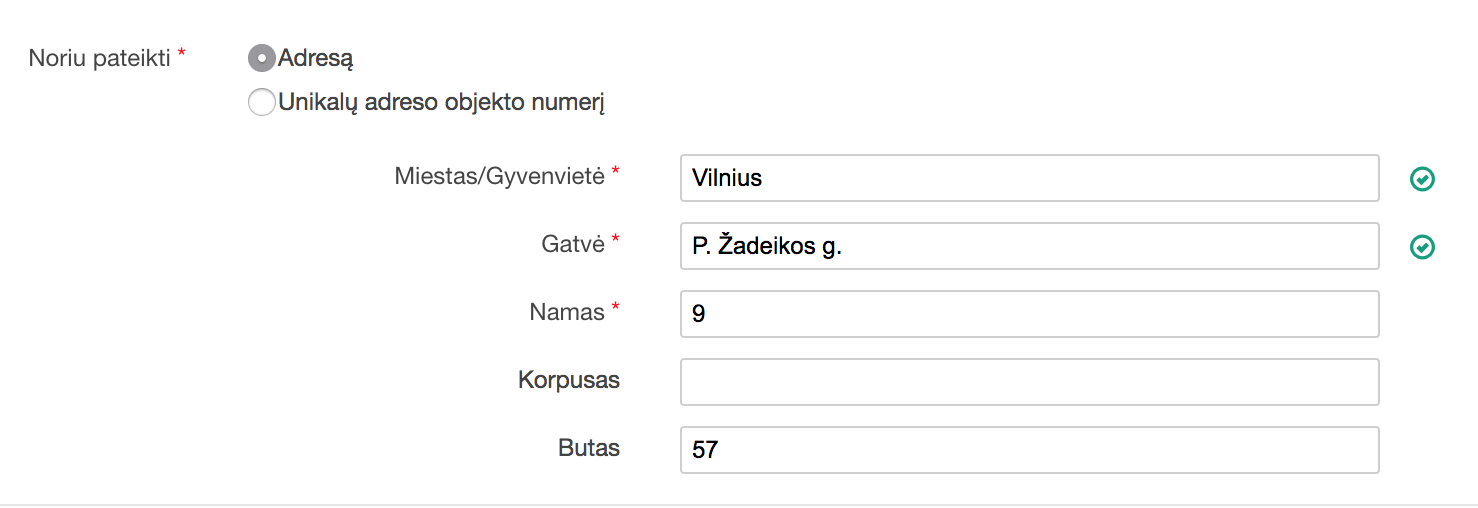 Noriu pateikti * Adresą
Unikalų adreso objekto numerį
Miestas/Gyvenvietė * Vilnius
Gatvė * P. Žadeikos g.
Namas * 9
Korpusas
Butas 57